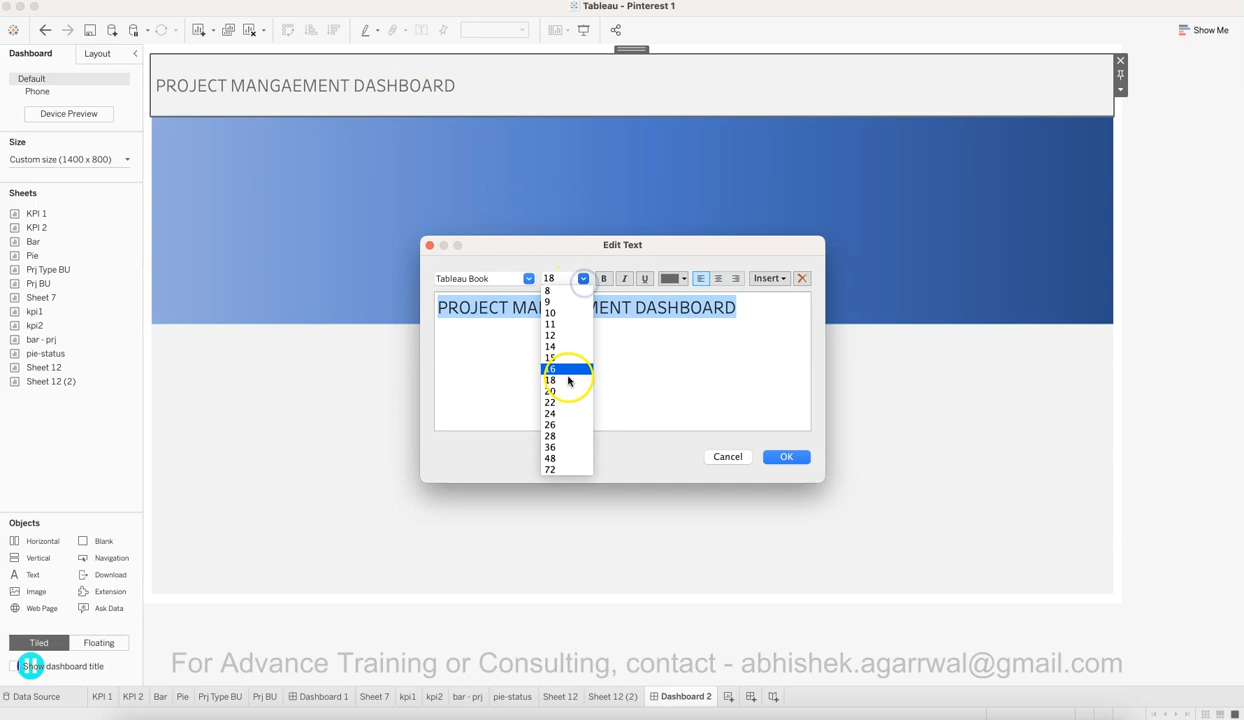 Tableau - Pinterest 1
Show Me
Dashboard Layout
PROJECT MANGAEMENT DASHBOARD
Default
Phone
Device Preview
Size
Custom size (1400 x 800)
Sheets
KPI 1
KPI 2
Bar
Pie
Prj Type BU
Prj BU
Sheet 7
kpi1
kpi2
bar - prj
pie-status
Sheet 12
Sheet 12 (2)
Edit Text
Tableau Book 18 B I U Insert
PROJECT MA EMENT DASHBOARD
8
9
10
11
12
14
15
16
18
20
22
24
26
28
36
48
72
Cancel OK
Objects
Horizontal Blank
Vertical Navigation
A Text Download
Image Extension
Web Page Ask Data
Tiled Floating
Show dashboard title
For Advance Training or Consulting, contact - abhishek.agarrwal@gmail.com
Data Source KPI 1 KPI 2 Bar Pie Prj Type BU Prj BU Dashboard 1 Sheet 7 kpi1 kpi2 bar - prj pie-status Sheet 12 Sheet 12 (2) Dashboard 2